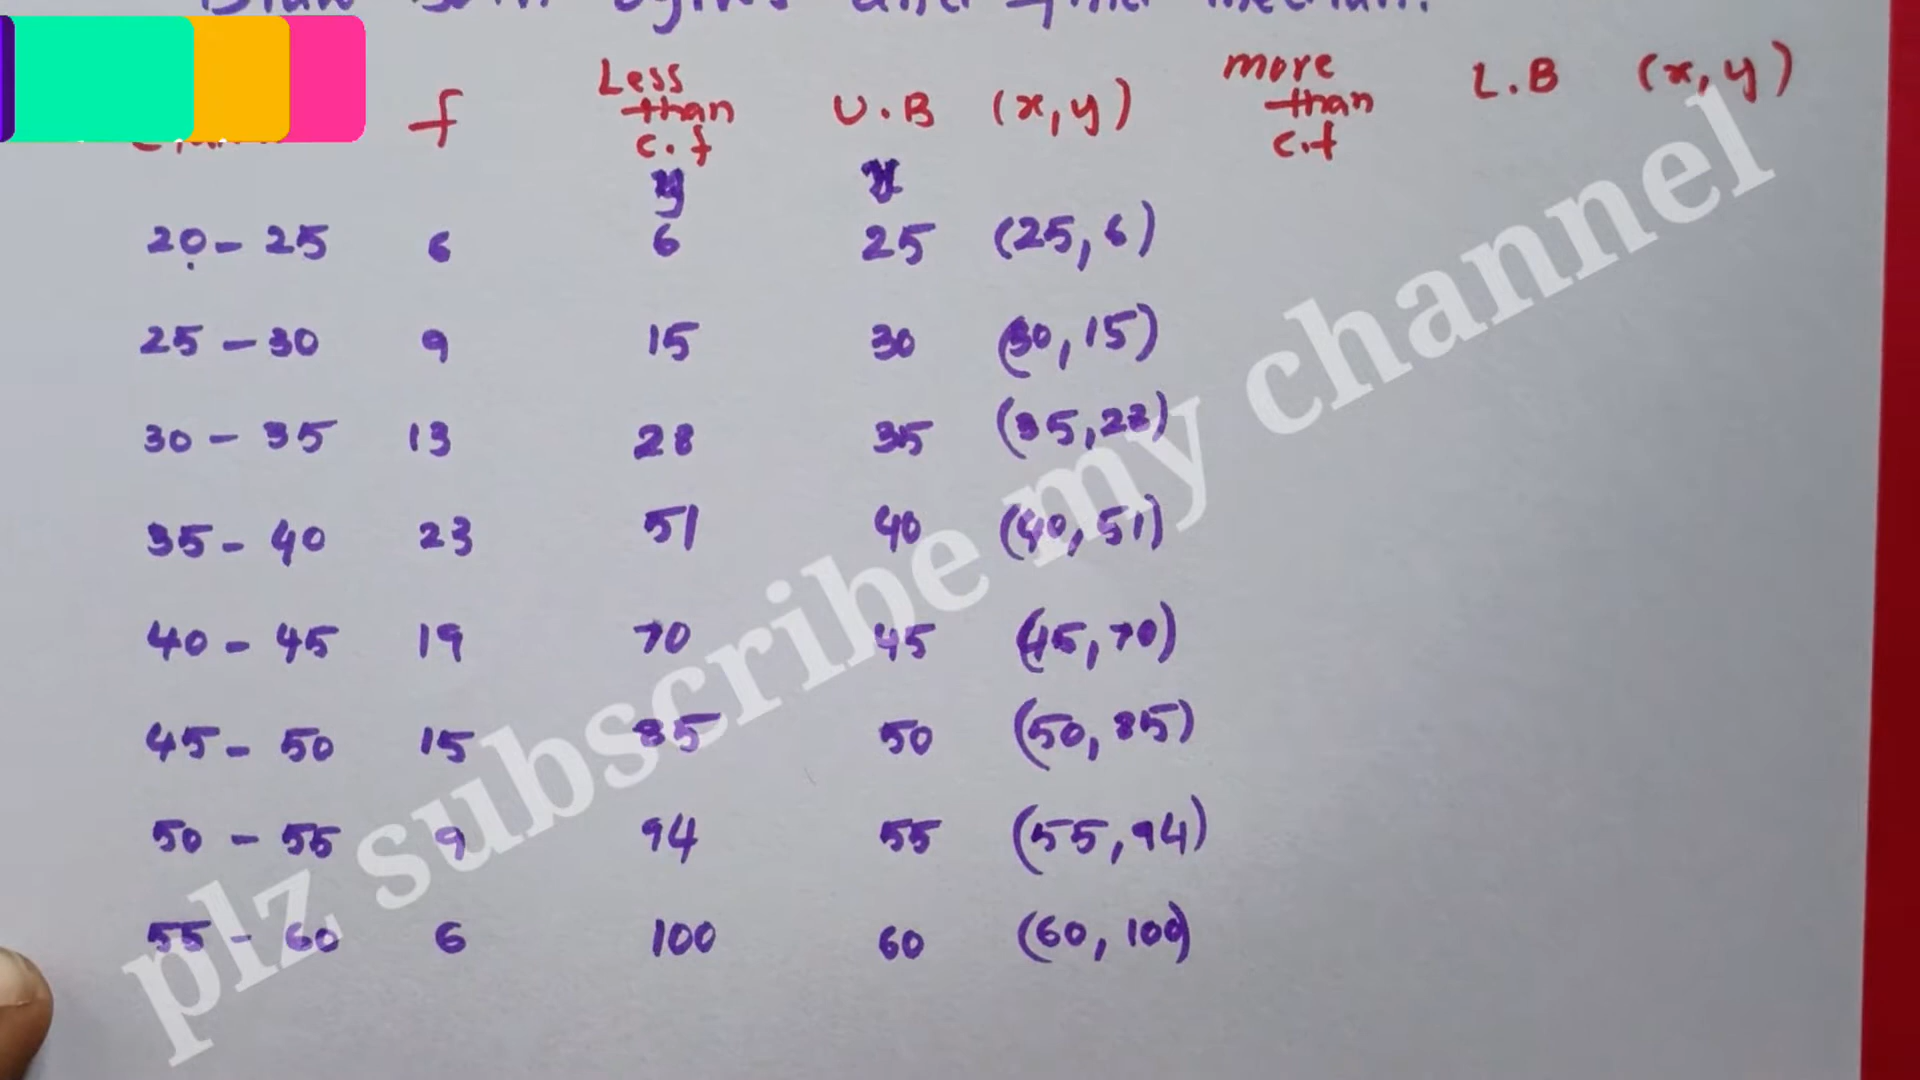 f Less than c.f U.B (x,y) more than c.f L.B (x,y)
y x
20 - 25 6 6 25 (25, 6)
25 - 30 9 15 30 (30, 15)
30 - 35 13 28 35 (35, 28)
35 - 40 23 51 40 (40, 51)
40 - 45 19 70 45 (45, 70)
45 - 50 15 85 50 (50, 85)
50 - 55 9 94 55 (55, 94)
55 - 60 6 100 60 (60, 100)
plz subscribe my channel